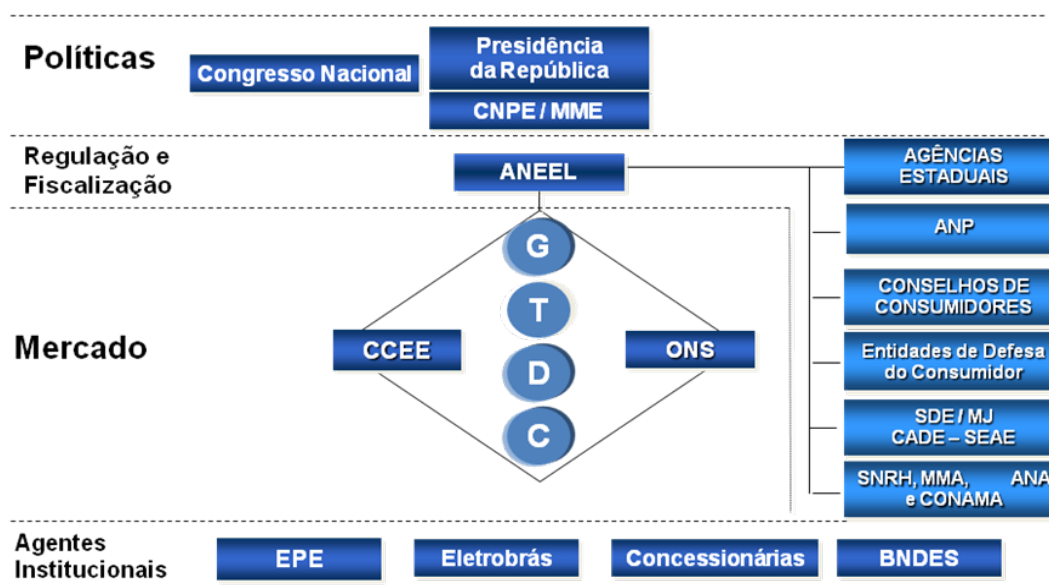 Políticas
Congresso Nacional
Presidência
da República
CNPE / MME
Regulação e
Fiscalização
ANEEL
AGÊNCIAS
ESTADUAIS
ANP
CONSELHOS DE
CONSUMIDORES
Entidades de Defesa
do Consumidor
SDE / MJ
CADE – SEAE
SNRH, MMA, ANA
e CONAMA
Mercado
G
T
D
C
CCEE
ONS
Agentes
Institucionais
EPE
Eletrobrás
Concessionárias
BNDES